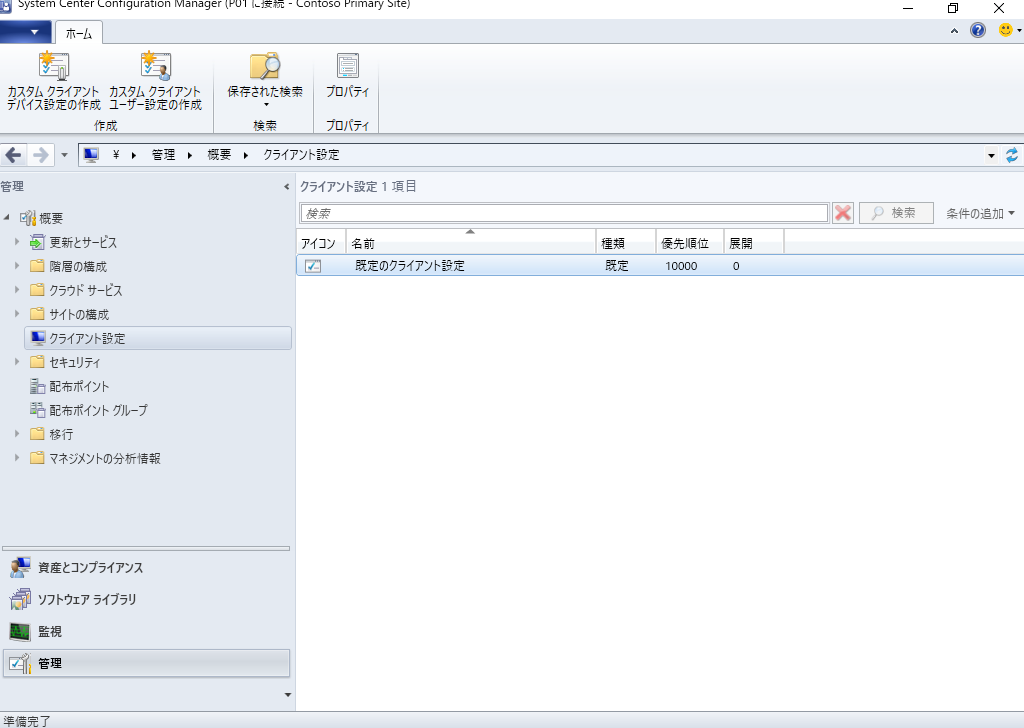 System Center Configuration Manager (P01 に接続 - Contoso Primary Site)
ホーム
カスタム クライアント
デバイス設定の作成
カスタム クライアント
ユーザー設定の作成
保存された検索
プロパティ
作成
検索
プロパティ
¥ 管理 概要 クライアント設定
管理
概要
更新とサービス
階層の構成
クラウド サービス
サイトの構成
クライアント設定
セキュリティ
配布ポイント
配布ポイント グループ
移行
マネジメントの分析情報
資産とコンプライアンス
ソフトウェア ライブラリ
監視
管理
クライアント設定 1 項目
検索
検索
条件の追加
アイコン 名前 種類 優先順位 展開
既定のクライアント設定 既定 10000 0
準備完了